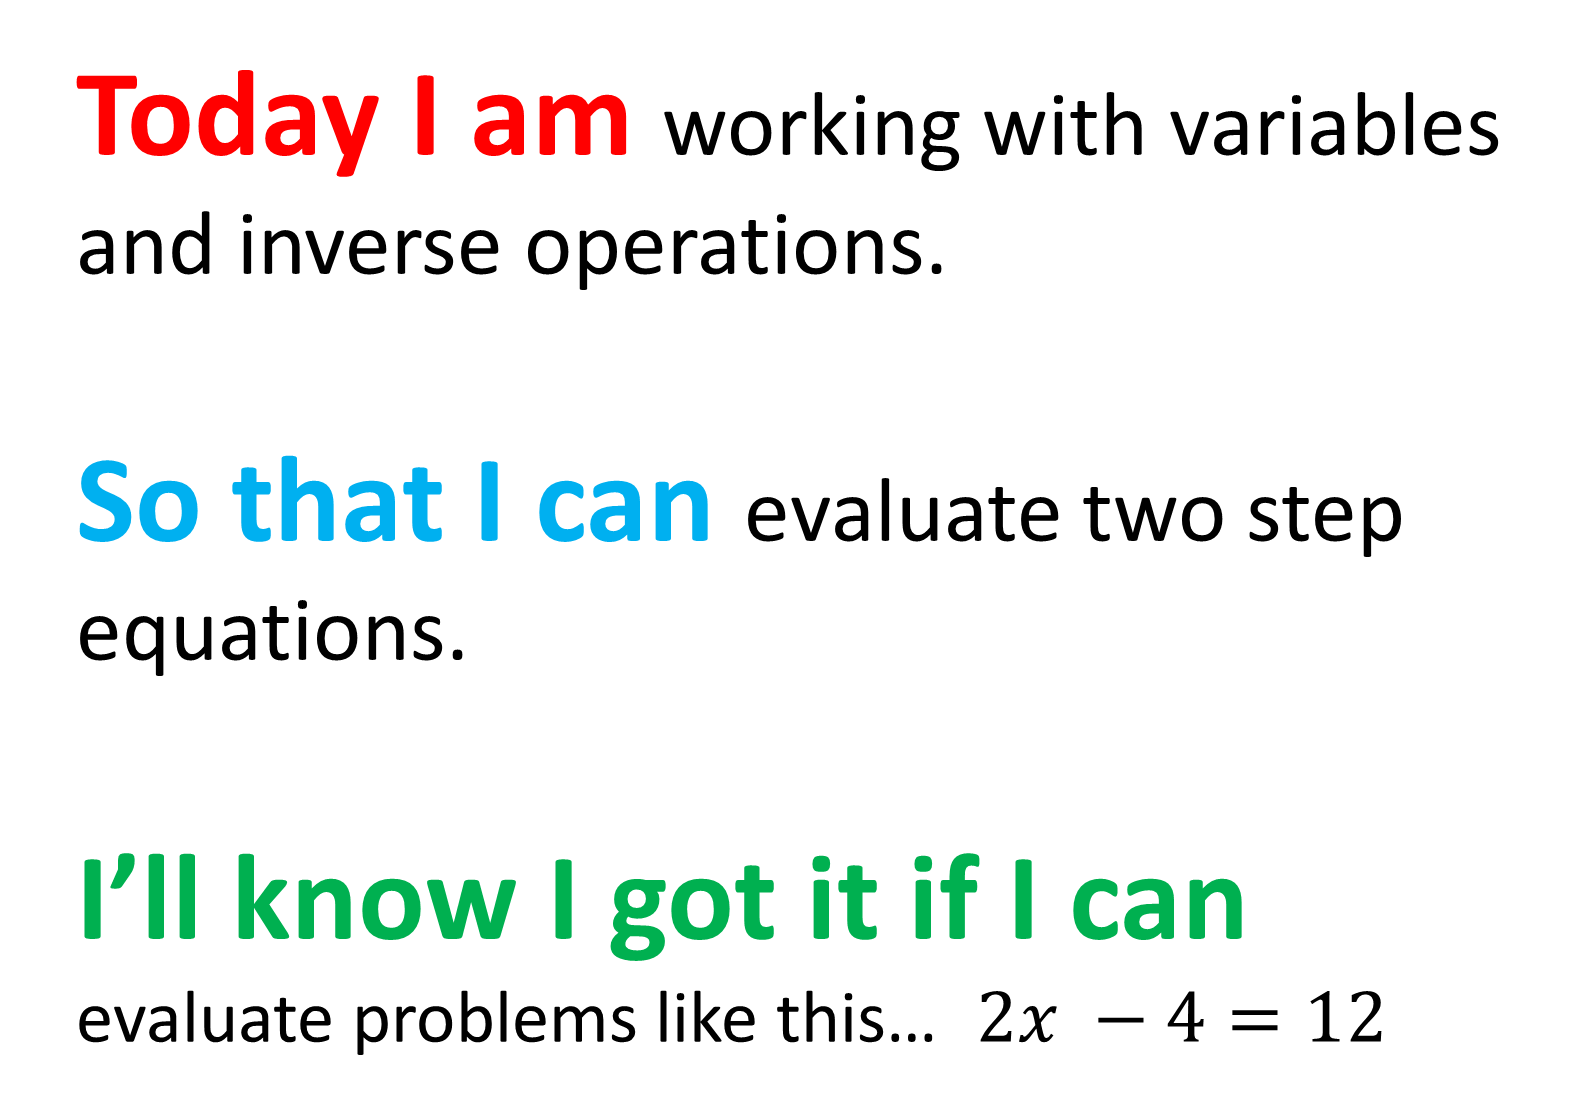 Today I am working with variables
and inverse operations.
So that I can evaluate two step
equations.
I’ll know I got it if I can
evaluate problems like this… 2x – 4 = 12